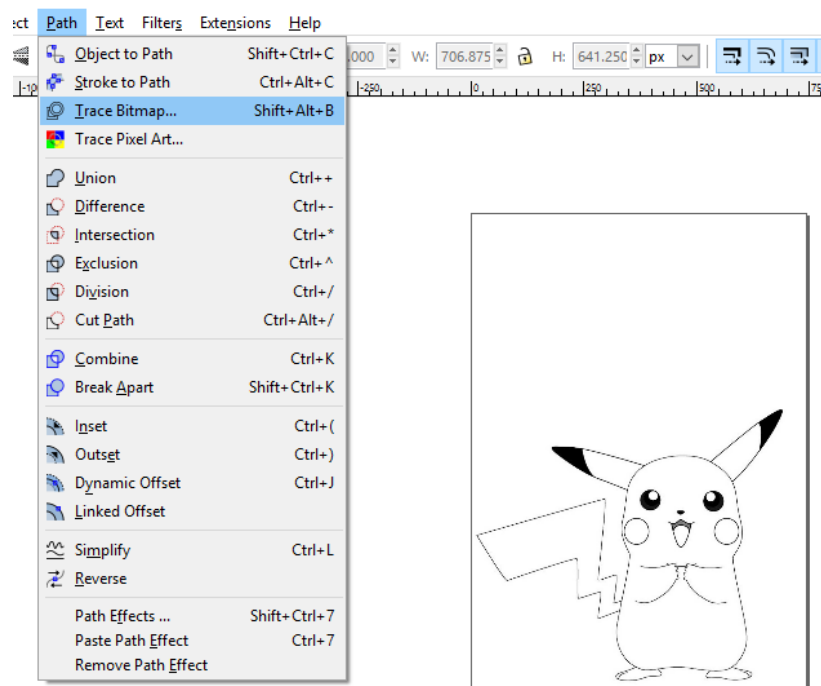 ect Path Text Filters Extensions Help
.000 W: 706.875 H: 641.250 px
-250 0 250 500
Object to Path Shift+Ctrl+C
Stroke to Path Ctrl+Alt+C
Trace Bitmap... Shift+Alt+B
Trace Pixel Art...
Union Ctrl++
Difference Ctrl+-
Intersection Ctrl+*
Exclusion Ctrl+^
Division Ctrl+/
Cut Path Ctrl+Alt+/
Combine Ctrl+K
Break Apart Shift+Ctrl+K
Inset Ctrl+(
Outset Ctrl+)
Dynamic Offset Ctrl+J
Linked Offset
Simplify Ctrl+L
Reverse
Path Effects ... Shift+Ctrl+7
Paste Path Effect Ctrl+7
Remove Path Effect